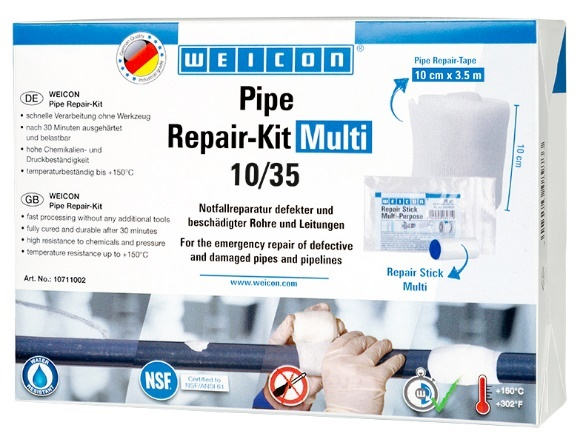 German Quality
WEICON®
Pipe
Repair-Kit Multi
10/35
Notfallreparatur defekter und
beschädigter Rohre und Leitungen
For the emergency repair of defective
and damaged pipes and pipelines
www.weicon.com
DE WEICON
Pipe Repair-Kit
• schnelle Verarbeitung ohne Werkzeug
• nach 30 Minuten ausgehärtet
und belastbar
• hohe Chemikalien- und
Druckbeständigkeit
• temperaturbeständig bis +150°C
GB WEICON
Pipe Repair-Kit
• fast processing without any additional tools
• fully cured and durable after 30 minutes
• high resistance to chemicals and pressure
• temperature resistance up to +150°C
Art. No.: 10711002
Pipe Repair-Tape
10 cm x 3.5 m
10 cm
Repair Stick
Multi-Purpose
Repair Stick
Multi
WATER
RESISTANT
NSF
Certified to
NSF/ANSI 61
+150°C
+302°F